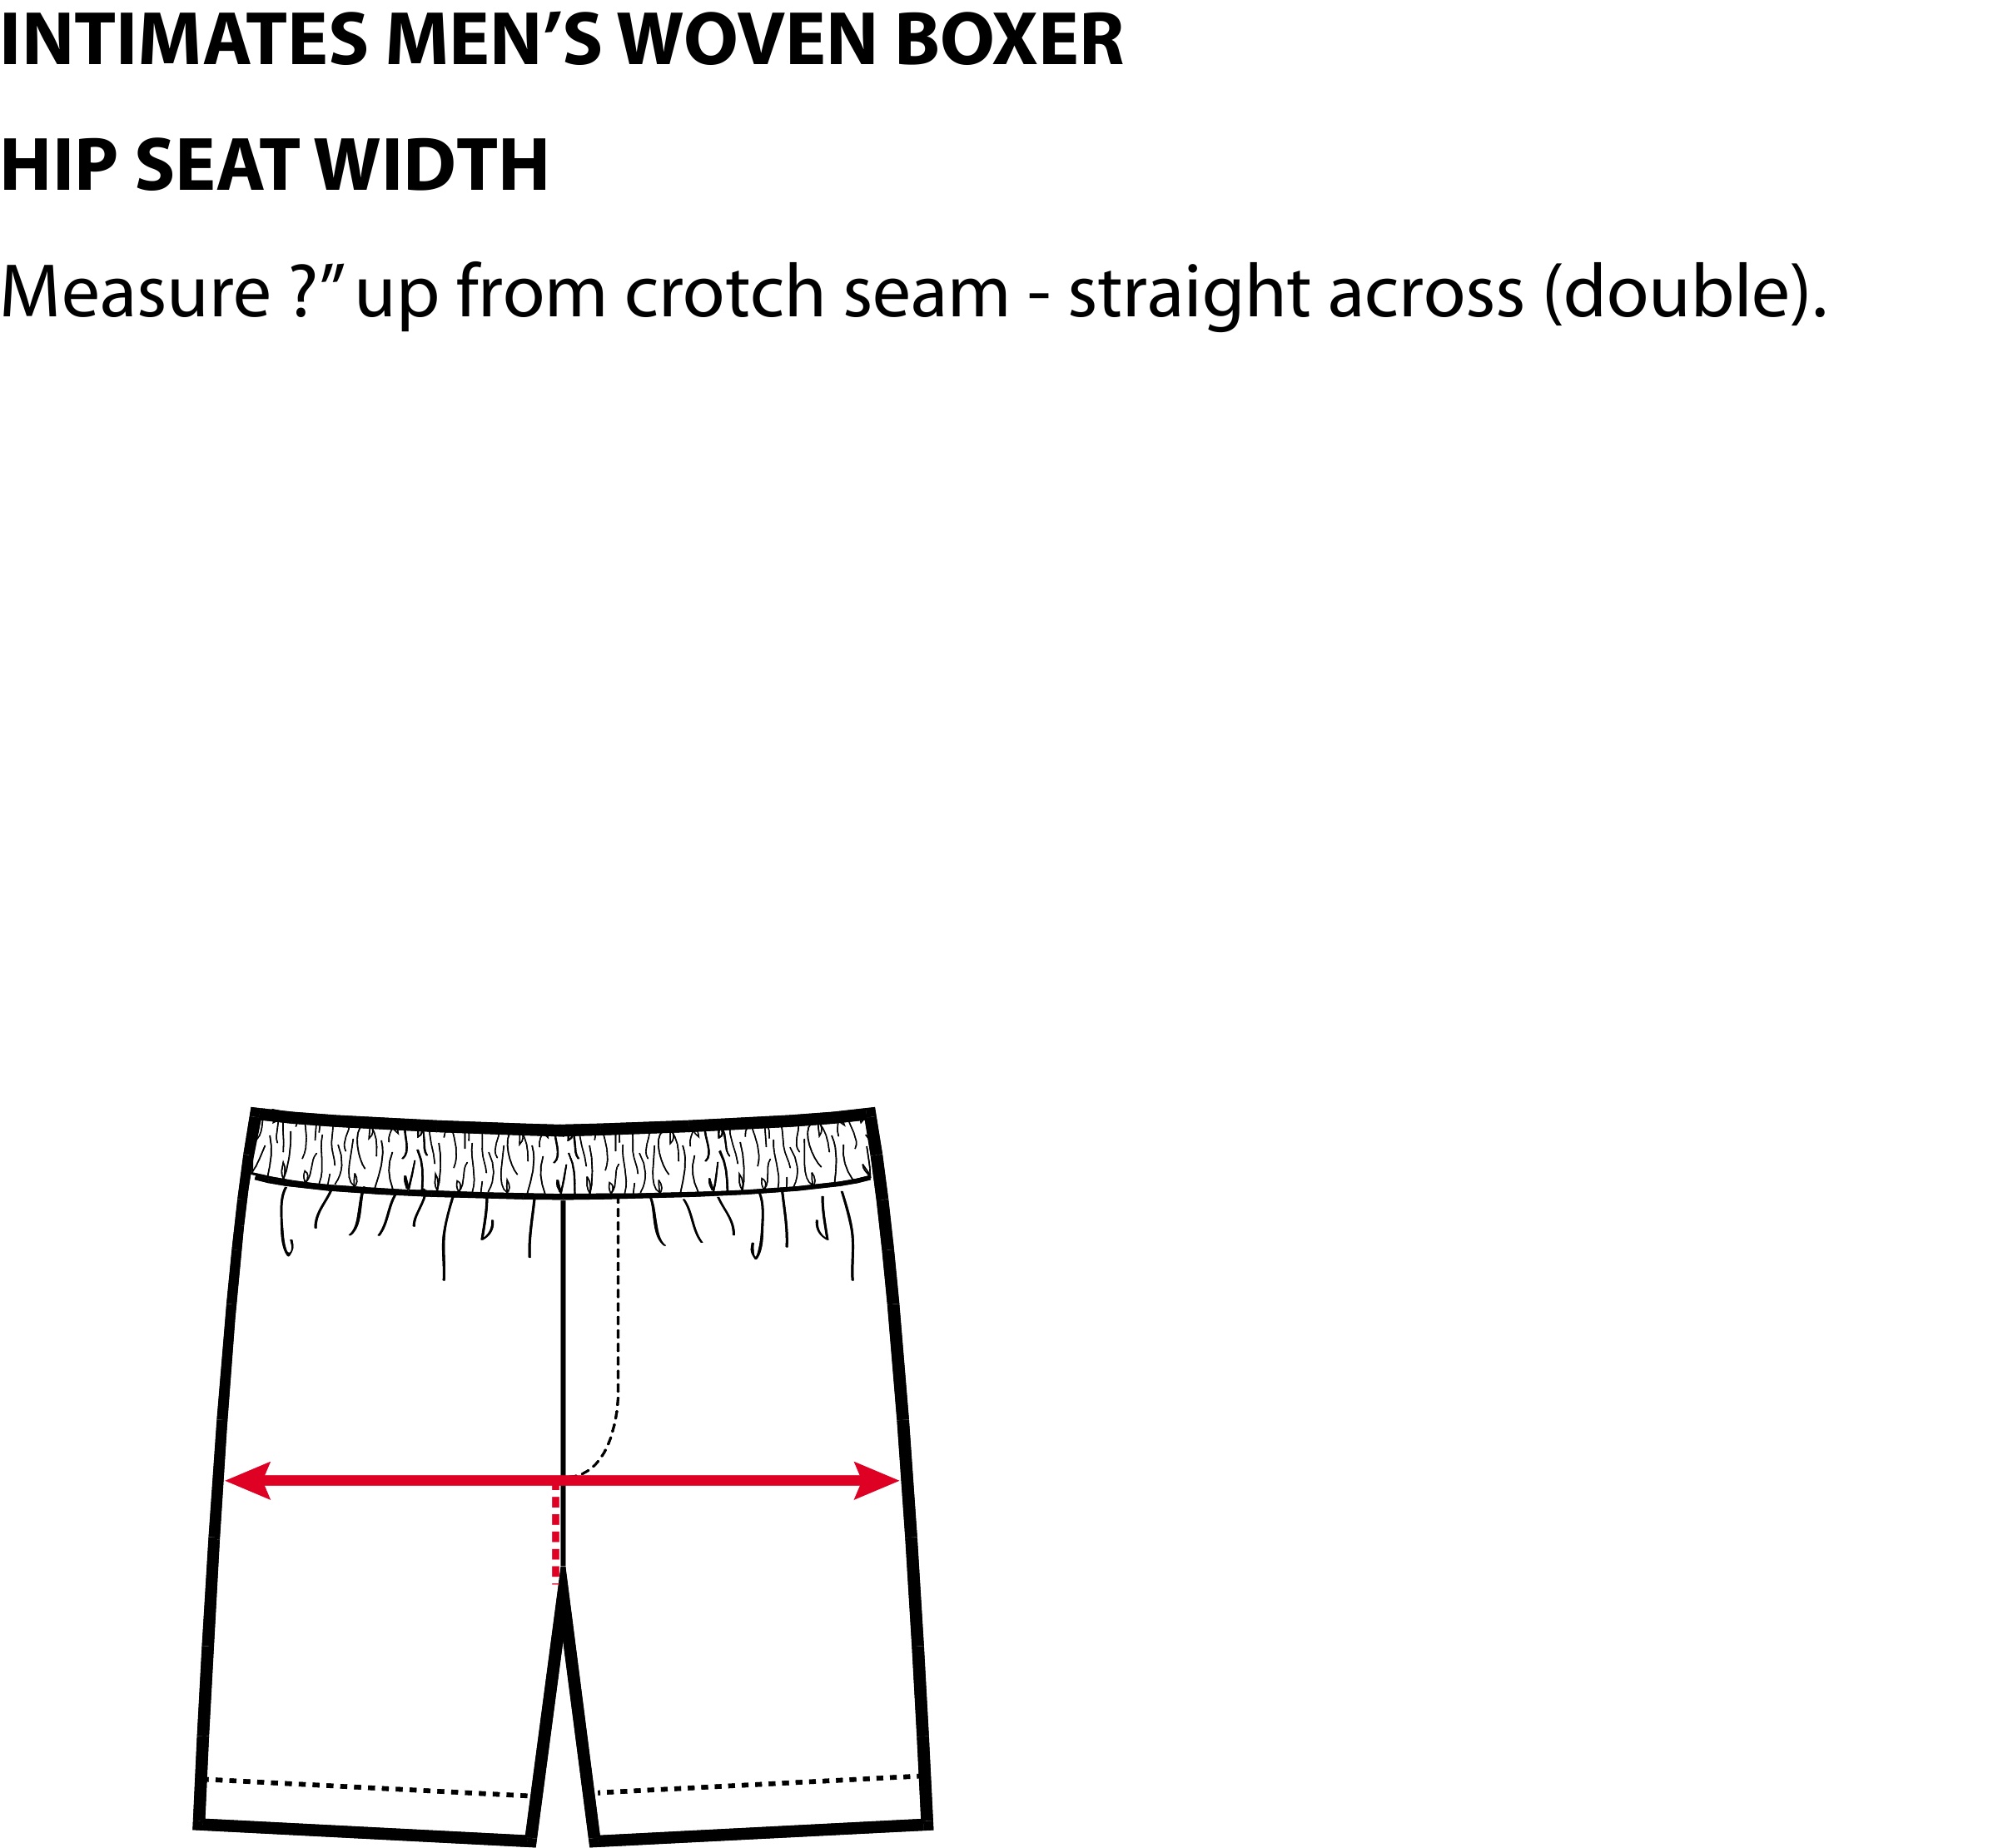 INTIMATES MEN’S WOVEN BOXER
HIP SEAT WIDTH
Measure ?” up from crotch seam - straight across (double).